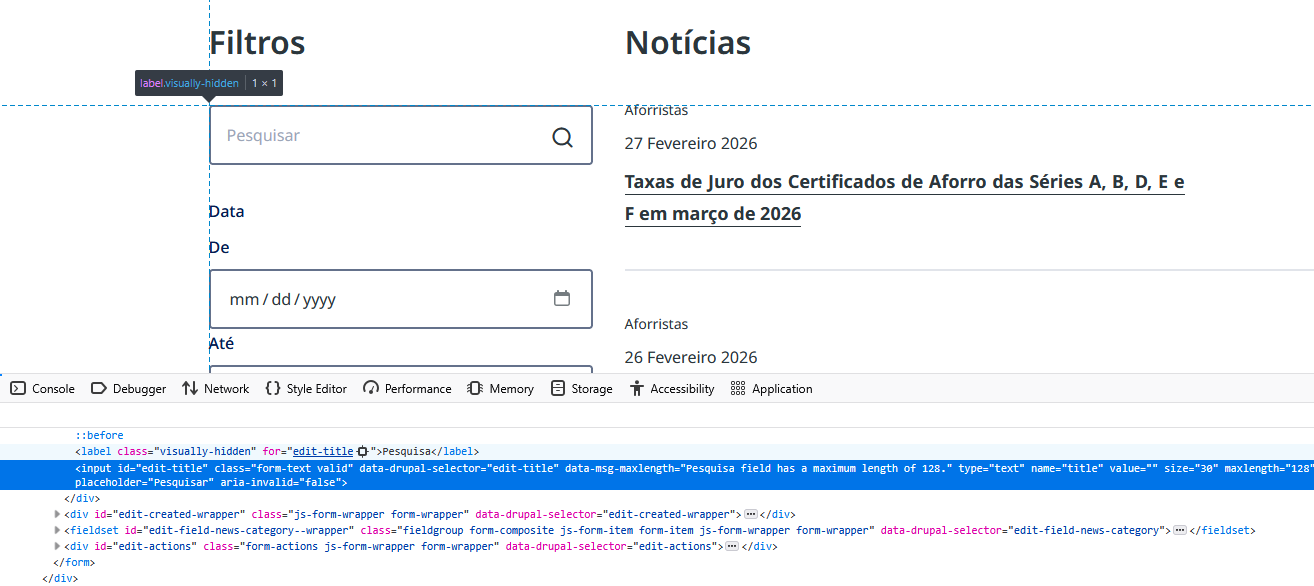 Filtros
Notícias
label.visually-hidden | 1 × 1
Pesquisar
Data
De
mm / dd / yyyy
Até
Aforristas
27 Fevereiro 2026
Taxas de Juro dos Certificados de Aforro das Séries A, B, D, E e
F em março de 2026
Aforristas
26 Fevereiro 2026
Console Debugger Network Style Editor Performance Memory Storage Accessibility Application
::before
<label class="visually-hidden" for="edit-title">Pesquisa</label>
<input id="edit-title" class="form-text valid" data-drupal-selector="edit-title" data-msg-maxlength="Pesquisa field has a maximum length of 128." type="text" name="title" value="" size="30" maxlength="128"
placeholder="Pesquisar" aria-invalid="false">
</div>
<div id="edit-created-wrapper" class="js-form-wrapper form-wrapper" data-drupal-selector="edit-created-wrapper">…</div>
<fieldset id="edit-field-news-category--wrapper" class="fieldgroup form-composite js-form-item form-item js-form-wrapper form-wrapper" data-drupal-selector="edit-field-news-category">…</fieldset>
<div id="edit-actions" class="form-actions js-form-wrapper form-wrapper" data-drupal-selector="edit-actions">…</div>
</form>
</div>